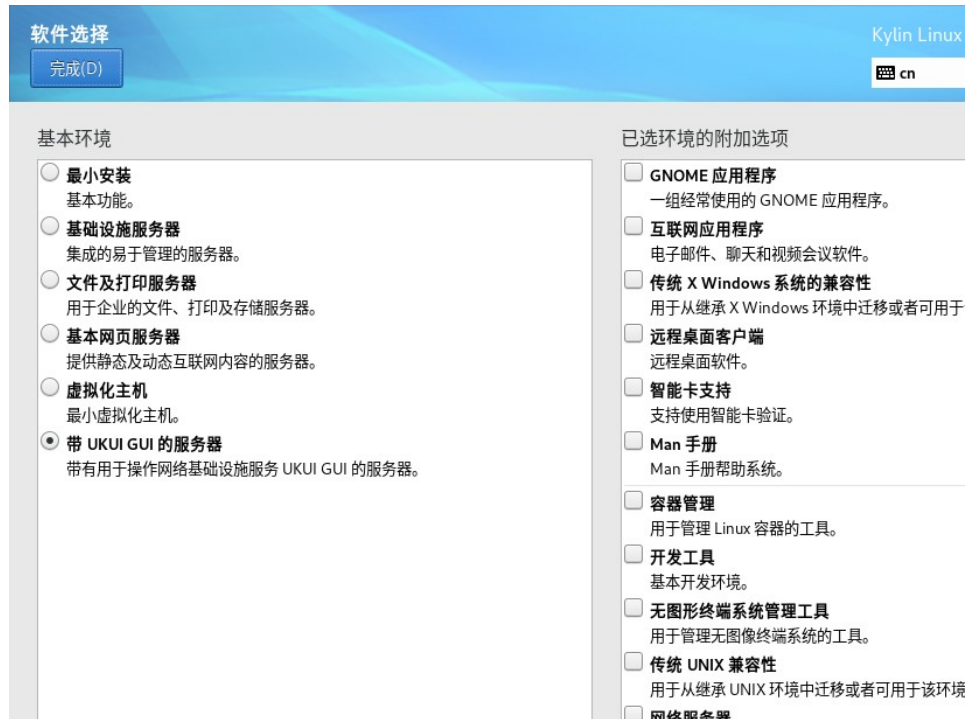 软件选择
完成(D)
Kylin Linux
cn
基本环境
最小安装
基本功能。
基础设施服务器
集成的易于管理的服务器。
文件及打印服务器
用于企业的文件、打印及存储服务器。
基本网页服务器
提供静态及动态互联网内容的服务器。
虚拟化主机
最小虚拟化主机。
带 UKUI GUI 的服务器
带有用于操作网络基础设施服务 UKUI GUI 的服务器。
已选环境的附加选项
GNOME 应用程序
一组经常使用的 GNOME 应用程序。
互联网应用程序
电子邮件、聊天和视频会议软件。
传统 X Windows 系统的兼容性
用于从继承 X Windows 环境中迁移或者可用于
远程桌面客户端
远程桌面软件。
智能卡支持
支持使用智能卡验证。
Man 手册
Man 手册帮助系统。
容器管理
用于管理 Linux 容器的工具。
开发工具
基本开发环境。
无图形终端系统管理工具
用于管理无图像终端系统的工具。
传统 UNIX 兼容性
用于从继承 UNIX 环境中迁移或者可用于该环境
网络服务器